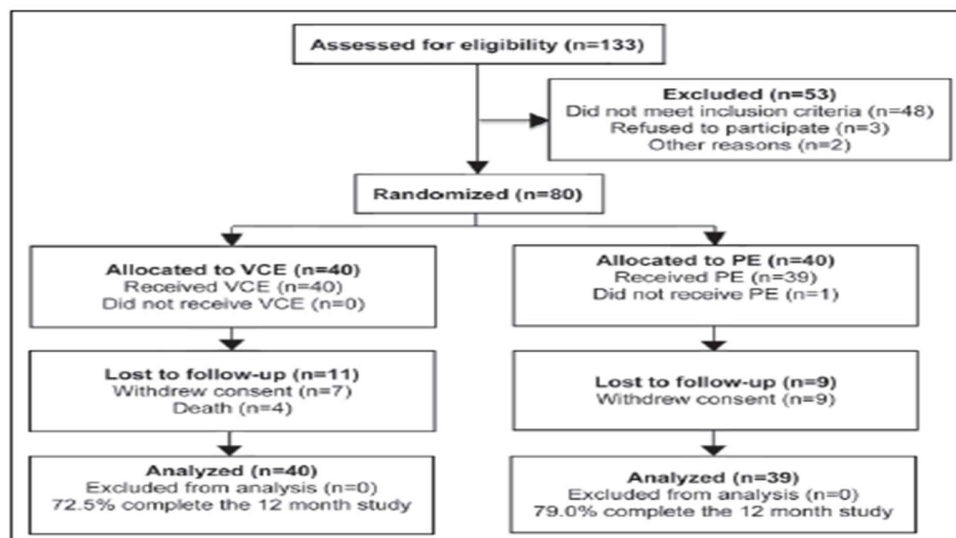 Assessed for eligibility (n=133)
Excluded (n=53)
Did not meet inclusion criteria (n=48)
Refused to participate (n=3)
Other reasons (n=2)
Randomized (n=80)
Allocated to VCE (n=40)
Received VCE (n=40)
Did not receive VCE (n=0)
Allocated to PE (n=40)
Received PE (n=39)
Did not receive PE (n=1)
Lost to follow-up (n=11)
Withdrew consent (n=7)
Death (n=4)
Lost to follow-up (n=9)
Withdrew consent (n=9)
Analyzed (n=40)
Excluded from analysis (n=0)
72.5% complete the 12 month study
Analyzed (n=39)
Excluded from analysis (n=0)
79.0% complete the 12 month study